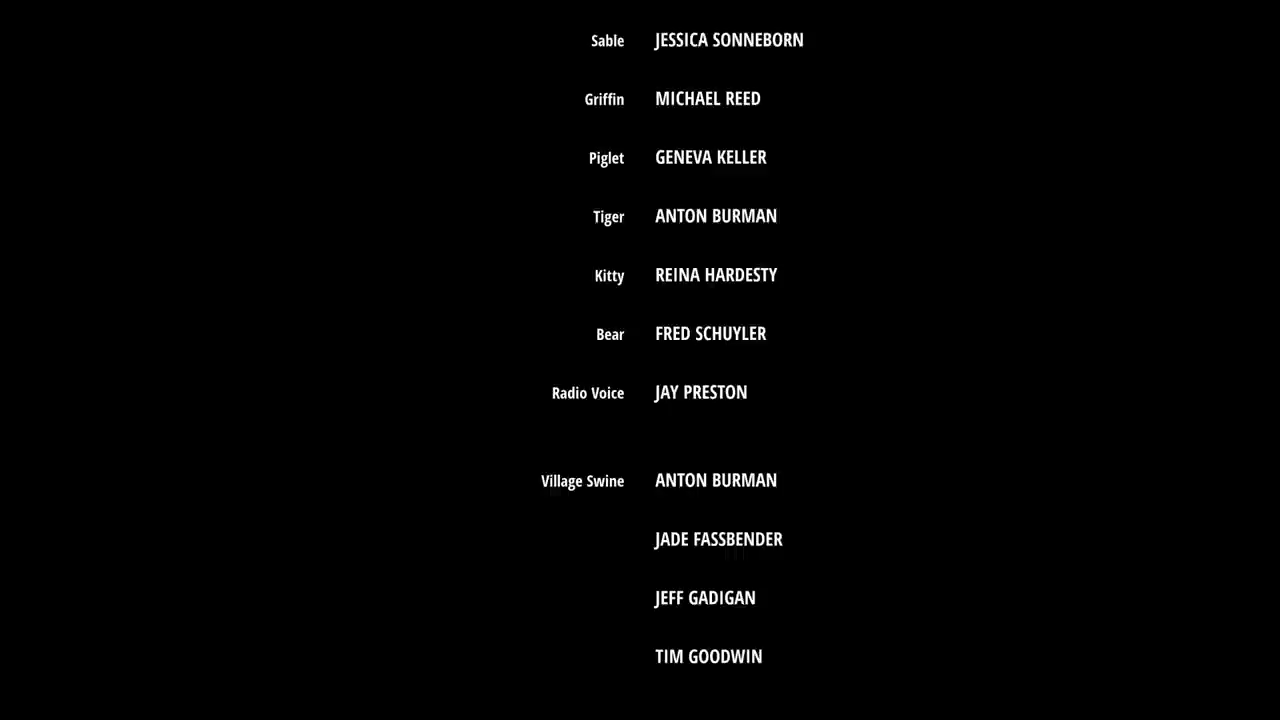 Sable JESSICA SONNEBORN
Griffin MICHAEL REED
Piglet GENEVA KELLER
Tiger ANTON BURMAN
Kitty REINA HARDESTY
Bear FRED SCHUYLER
Radio Voice JAY PRESTON
Village Swine ANTON BURMAN
JADE FASSBENDER
JEFF GADIGAN
TIM GOODWIN